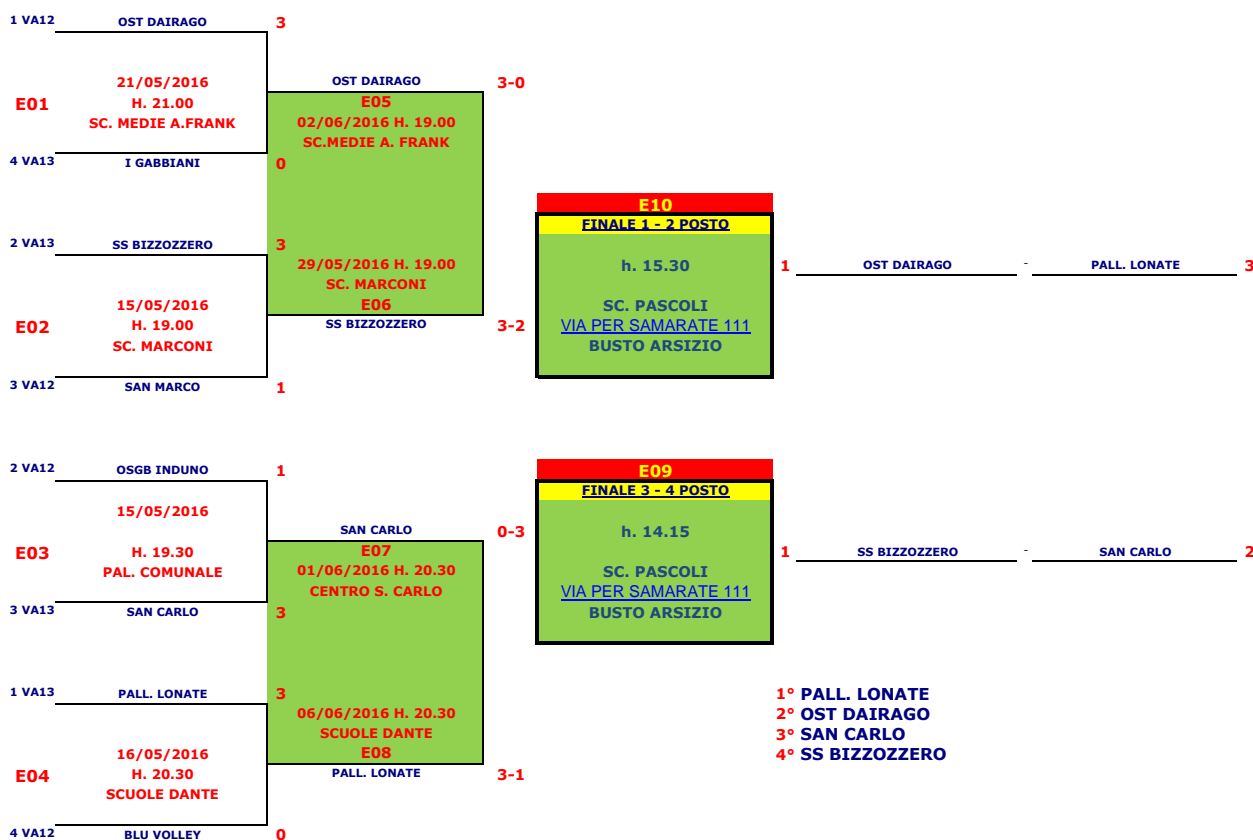 1 VA12 OST DAIRAGO 3
21/05/2016
OST DAIRAGO 3-0
E01 H. 21.00
E05
SC. MEDIE A.FRANK
02/06/2016 H. 19.00
SC.MEDIE A. FRANK
4 VA13 I GABBIANI 0
E10
FINALE 1 - 2 POSTO
2 VA13 SS BIZZOZZERO 3
29/05/2016 H. 19.00
h. 15.30
1 OST DAIRAGO - PALL. LONATE 3
SC. MARCONI
15/05/2016
E06
SC. PASCOLI
E02 H. 19.00
SS BIZZOZZERO 3-2
VIA PER SAMARATE 111
SC. MARCONI
BUSTO ARSIZIO
3 VA12 SAN MARCO 1
2 VA12 OSGB INDUNO 1
E09
FINALE 3 - 4 POSTO
15/05/2016
SAN CARLO 0-3
h. 14.15
E03 H. 19.30
E07
1 SS BIZZOZZERO - SAN CARLO 2
PAL. COMUNALE
01/06/2016 H. 20.30
SC. PASCOLI
CENTRO S. CARLO
VIA PER SAMARATE 111
3 VA13 SAN CARLO 3
BUSTO ARSIZIO
1 VA13 PALL. LONATE 3
1° PALL. LONATE
06/06/2016 H. 20.30
2° OST DAIRAGO
SCUOLE DANTE
3° SAN CARLO
16/05/2016
E08
4° SS BIZZOZZERO
E04 H. 20.30
PALL. LONATE 3-1
SCUOLE DANTE
4 VA12 BLU VOLLEY 0